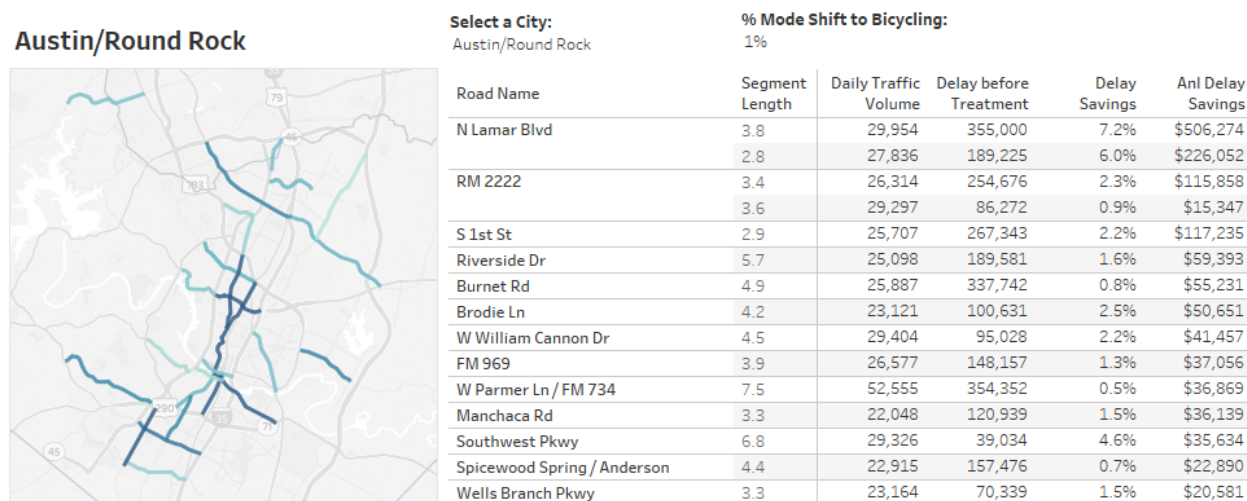 Austin/Round Rock
Select a City:
Austin/Round Rock
% Mode Shift to Bicycling:
1%
Road Name Segment Length Daily Traffic Volume Delay before Treatment Delay Savings Anl Delay Savings
N Lamar Blvd 3.8 29,954 355,000 7.2% $506,274
2.8 27,836 189,225 6.0% $226,052
RM 2222 3.4 26,314 254,676 2.3% $115,858
3.6 29,297 86,272 0.9% $15,347
S 1st St 2.9 25,707 267,343 2.2% $117,235
Riverside Dr 5.7 25,098 189,581 1.6% $59,393
Burnet Rd 4.9 25,887 337,742 0.8% $55,231
Brodie Ln 4.2 23,121 100,631 2.5% $50,651
W William Cannon Dr 4.5 29,404 95,028 2.2% $41,457
FM 969 3.9 26,577 148,157 1.3% $37,056
W Parmer Ln / FM 734 7.5 52,555 354,352 0.5% $36,869
Manchaca Rd 3.3 22,048 120,939 1.5% $36,139
Southwest Pkwy 6.8 29,326 39,034 4.6% $35,634
Spicewood Spring / Anderson 4.4 22,915 157,476 0.7% $22,890
Wells Branch Pkwy 3.3 23,164 70,339 1.5% $20,581
79
45
183
290
35
71
45